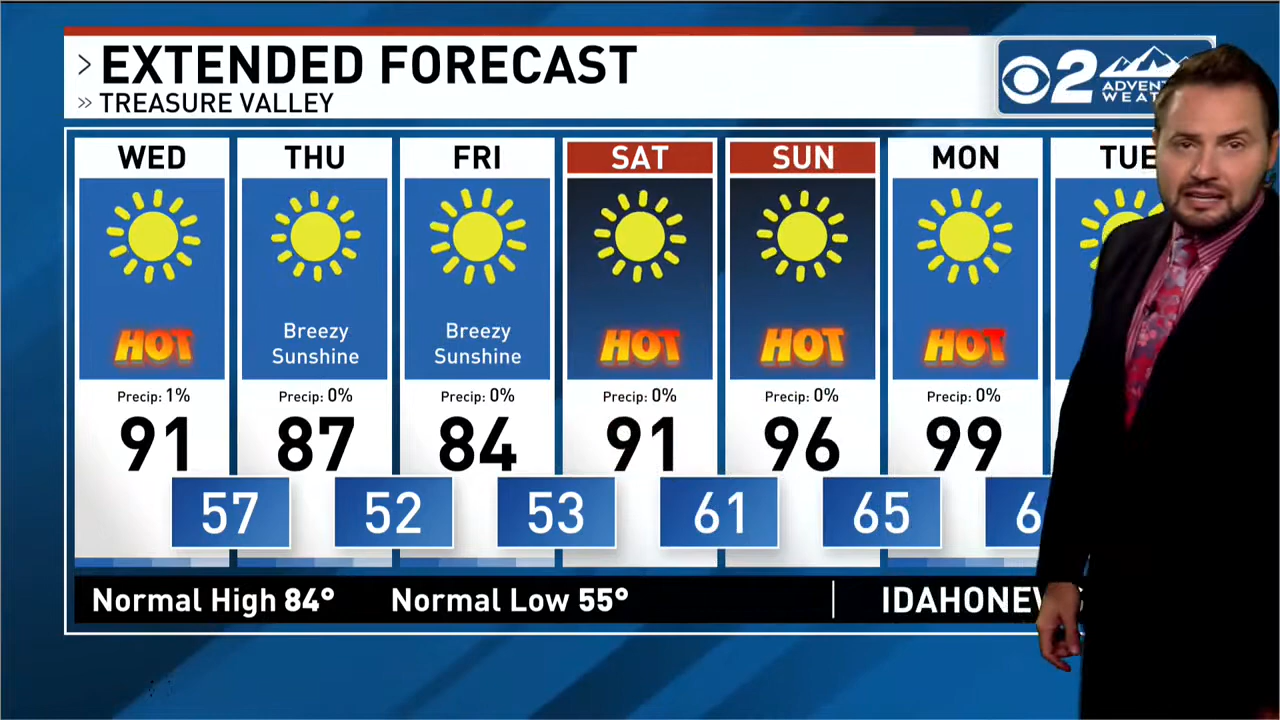 > EXTENDED FORECAST
» TREASURE VALLEY
2
WED THU FRI SAT SUN MON TUE
HOT HOT HOT HOT
Breezy Sunshine
Breezy Sunshine
Precip: 1% Precip: 0% Precip: 0% Precip: 0% Precip: 0% Precip: 0%
91 87 84 91 96 99
57 52 53 61 65
Normal High 84° Normal Low 55°